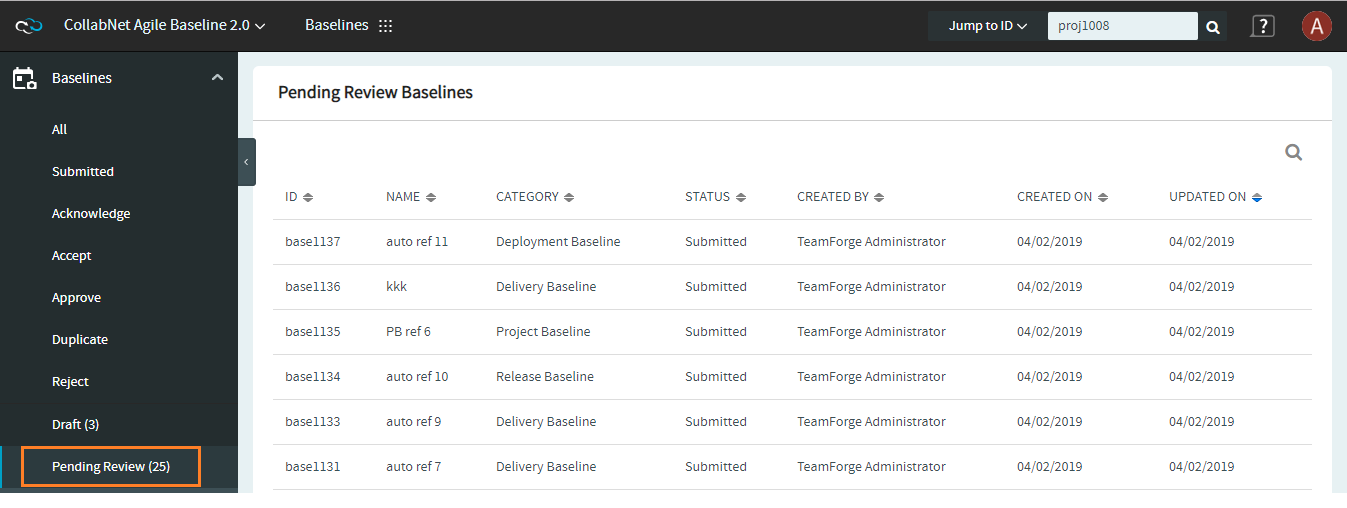 CollabNet Agile Baseline 2.0 Baselines Jump to ID proj1008 ? A
Baselines
All
Submitted
Acknowledge
Accept
Approve
Duplicate
Reject
Draft (3)
Pending Review (25)
Pending Review Baselines
ID NAME CATEGORY STATUS CREATED BY CREATED ON UPDATED ON
base1137 auto ref 11 Deployment Baseline Submitted TeamForge Administrator 04/02/2019 04/02/2019
base1136 kkk Delivery Baseline Submitted TeamForge Administrator 04/02/2019 04/02/2019
base1135 PB ref 6 Project Baseline Submitted TeamForge Administrator 04/02/2019 04/02/2019
base1134 auto ref 10 Release Baseline Submitted TeamForge Administrator 04/02/2019 04/02/2019
base1133 auto ref 9 Delivery Baseline Submitted TeamForge Administrator 04/02/2019 04/02/2019
base1131 auto ref 7 Delivery Baseline Submitted TeamForge Administrator 04/02/2019 04/02/2019